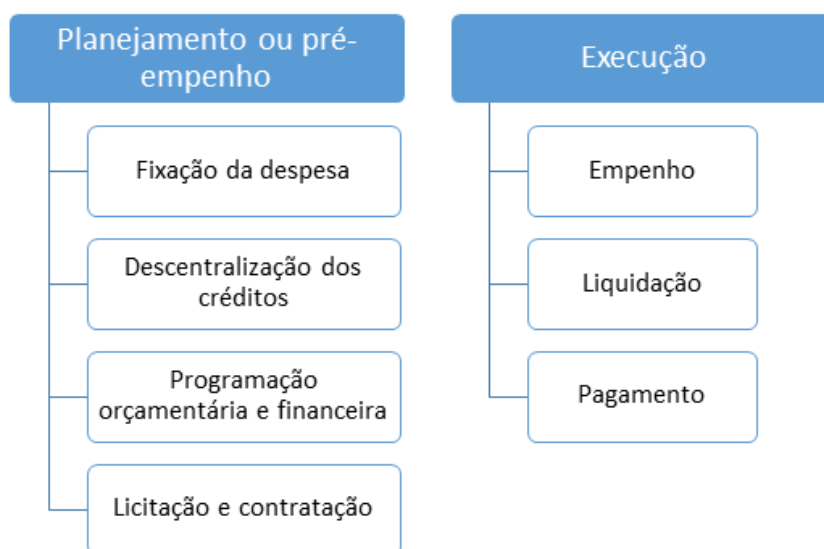 Planejamento ou pré-
empenho
Fixação da despesa
Descentralização dos
créditos
Programação
orçamentária e financeira
Licitação e contratação
Execução
Empenho
Liquidação
Pagamento